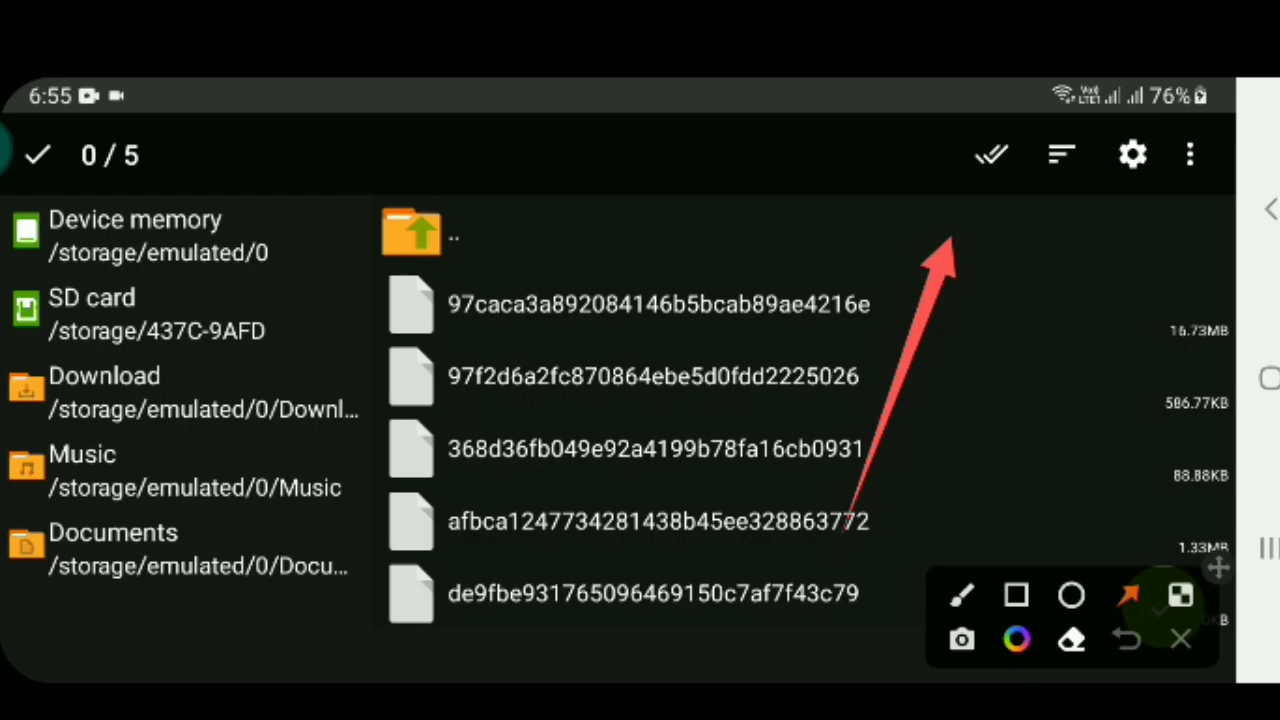 6:55
76%
0 / 5
Device memory
/storage/emulated/0
SD card
/storage/437C-9AFD
Download
/storage/emulated/0/Downl...
Music
/storage/emulated/0/Music
Documents
/storage/emulated/0/Docu...
..
97caca3a892084146b5bcab89ae4216e
16.73MB
97f2d6a2fc870864ebe5d0fdd2225026
586.77KB
368d36fb049e92a4199b78fa16cb0931
88.88KB
afbca1247734281438b45ee328863772
1.33MB
de9fbe931765096469150c7af7f43c79